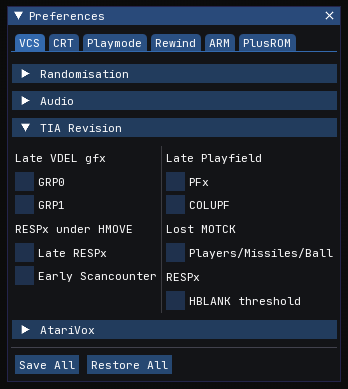 Preferences
VCS CRT Playmode Rewind ARM PlusROM
Randomisation
Audio
TIA Revision
Late VDEL gfx
GRP0
GRP1
RESPx under HMOVE
Late RESPx
Early Scancounter
Late Playfield
PFx
COLUPF
Lost MOTCK
Players/Missiles/Ball
RESPx
HBLANK threshold
AtariVox
Save All Restore All